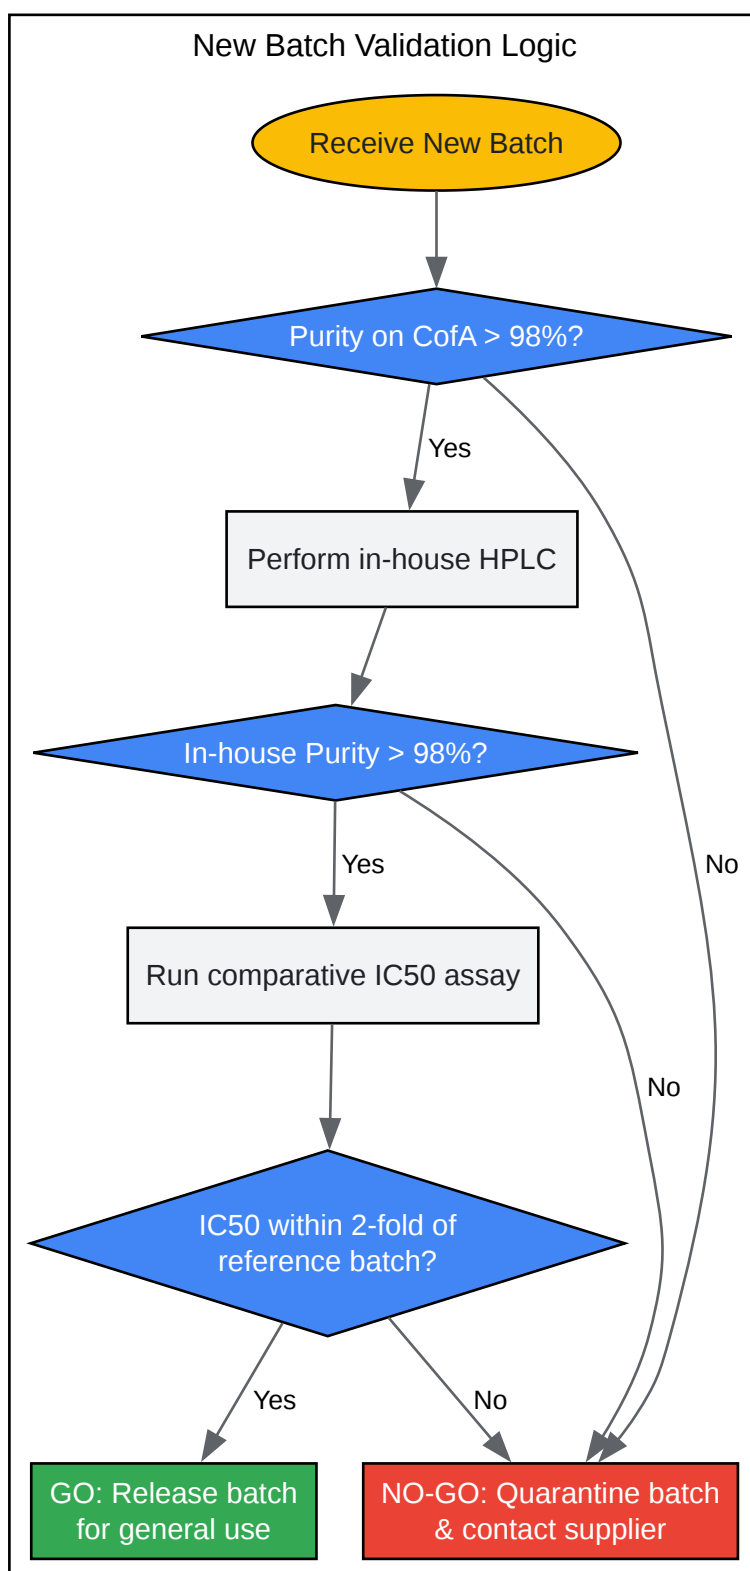 New Batch Validation Logic
Receive New Batch
Purity on CofA > 98%?
Yes
Perform in-house HPLC
In-house Purity > 98%?
Yes
No
Run comparative IC50 assay
No
IC50 within 2-fold of
reference batch?
Yes
No
GO: Release batch
for general use
NO-GO: Quarantine batch
& contact supplier